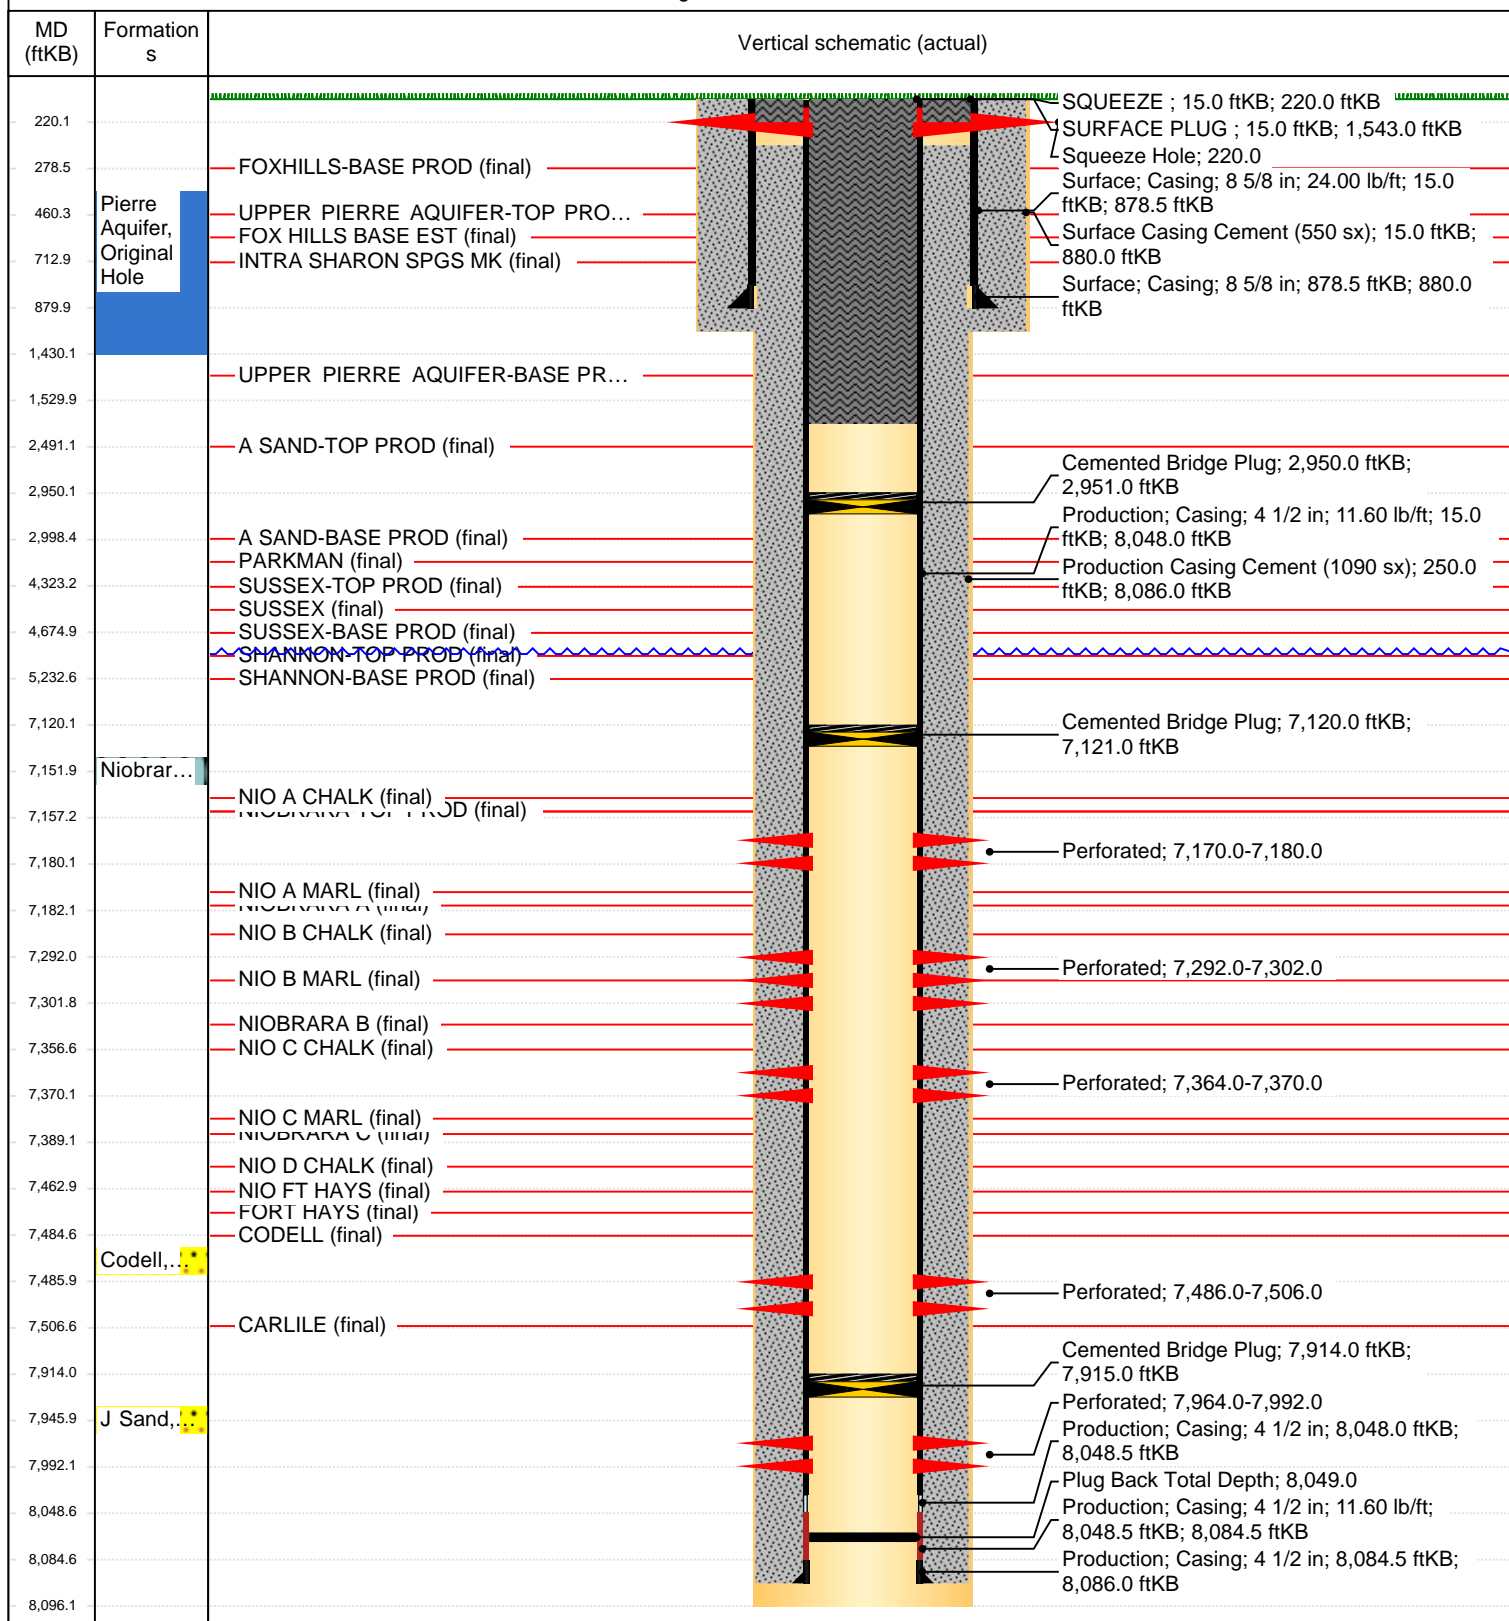 MD
(ftKB)
Formation
s
Vertical schematic (actual)
220.1
278.5
460.3
712.9
879.9
1,430.1
1,529.9
2,491.1
2,950.1
2,998.4
4,323.2
4,674.9
5,232.6
7,120.1
7,151.9
7,157.2
7,180.1
7,182.1
7,292.0
7,301.8
7,356.6
7,370.1
7,389.1
7,462.9
7,484.6
7,485.9
7,506.6
7,914.0
7,945.9
7,992.1
8,048.6
8,084.6
8,096.1
Pierre
Aquifer,
Original
Hole
Niobrar…
Codell,…
J Sand,…
FOXHILLS-BASE PROD (final)
UPPER PIERRE AQUIFER-TOP PRO…
FOX HILLS BASE EST (final)
INTRA SHARON SPGS MK (final)
UPPER PIERRE AQUIFER-BASE PR…
A SAND-TOP PROD (final)
A SAND-BASE PROD (final)
PARKMAN (final)
SUSSEX-TOP PROD (final)
SUSSEX (final)
SUSSEX-BASE PROD (final)
SHANNON-TOP PROD (final)
SHANNON-BASE PROD (final)
NIO A CHALK (final)
NIOBRARA-TOP PROD (final)
NIO A MARL (final)
NIOBRARA A (final)
NIO B CHALK (final)
NIO B MARL (final)
NIOBRARA B (final)
NIO C CHALK (final)
NIO C MARL (final)
NIOBRARA C (final)
NIO D CHALK (final)
NIO FT HAYS (final)
FORT HAYS (final)
CODELL (final)
CARLILE (final)
SQUEEZE ; 15.0 ftKB; 220.0 ftKB
SURFACE PLUG ; 15.0 ftKB; 1,543.0 ftKB
Squeeze Hole; 220.0
Surface; Casing; 8 5/8 in; 24.00 lb/ft; 15.0
ftKB; 878.5 ftKB
Surface Casing Cement (550 sx); 15.0 ftKB;
880.0 ftKB
Surface; Casing; 8 5/8 in; 878.5 ftKB; 880.0
ftKB
Cemented Bridge Plug; 2,950.0 ftKB;
2,951.0 ftKB
Production; Casing; 4 1/2 in; 11.60 lb/ft; 15.0
ftKB; 8,048.0 ftKB
Production Casing Cement (1090 sx); 250.0
ftKB; 8,086.0 ftKB
Cemented Bridge Plug; 7,120.0 ftKB;
7,121.0 ftKB
Perforated; 7,170.0-7,180.0
Perforated; 7,292.0-7,302.0
Perforated; 7,364.0-7,370.0
Perforated; 7,486.0-7,506.0
Cemented Bridge Plug; 7,914.0 ftKB;
7,915.0 ftKB
Perforated; 7,964.0-7,992.0
Production; Casing; 4 1/2 in; 8,048.0 ftKB;
8,048.5 ftKB
Plug Back Total Depth; 8,049.0
Production; Casing; 4 1/2 in; 11.60 lb/ft;
8,048.5 ftKB; 8,084.5 ftKB
Production; Casing; 4 1/2 in; 8,084.5 ftKB;
8,086.0 ftKB